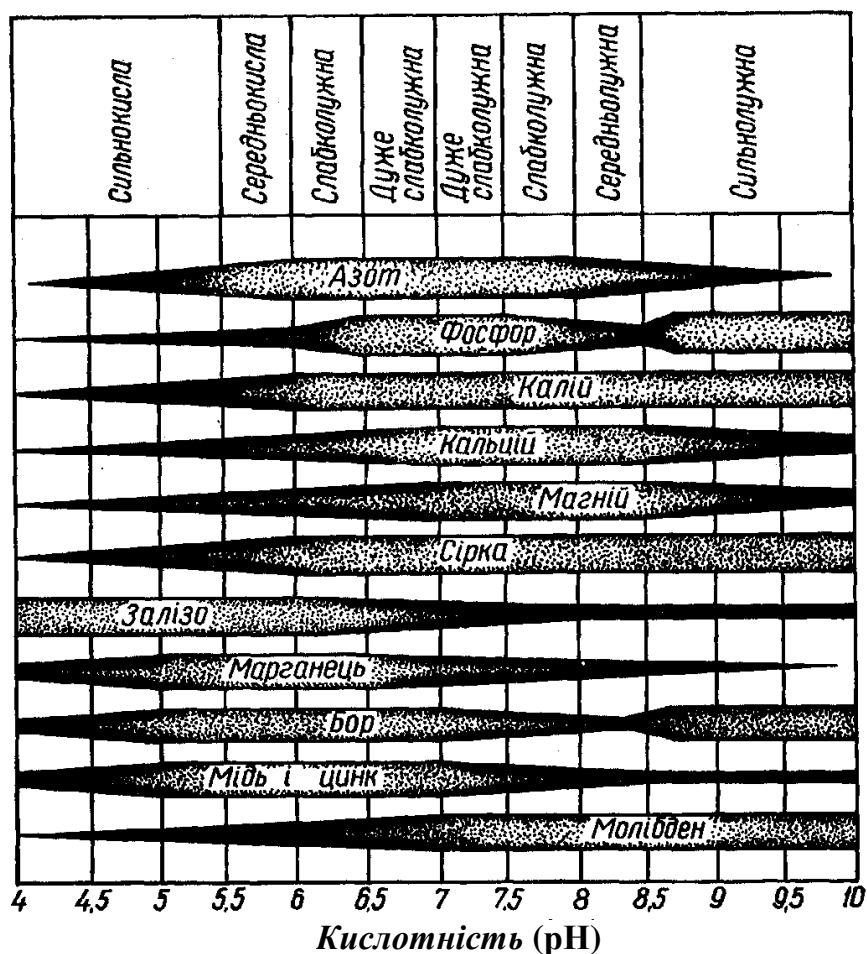 Сильнокисла
Середньокисла
Слабколужна
Дуже
слабколужна
Дуже
слабколужна
Слабколужна
Середньолужна
Сильнолужна
Азот
Фосфор
Калій
Кальцій
Магній
Сірка
Залізо
Марганець
Бор
Мідь і цинк
Молібден
4 4,5 5 5,5 6 6,5 7 7,5 8 8,5 9 9,5 10
Кислотність (рН)